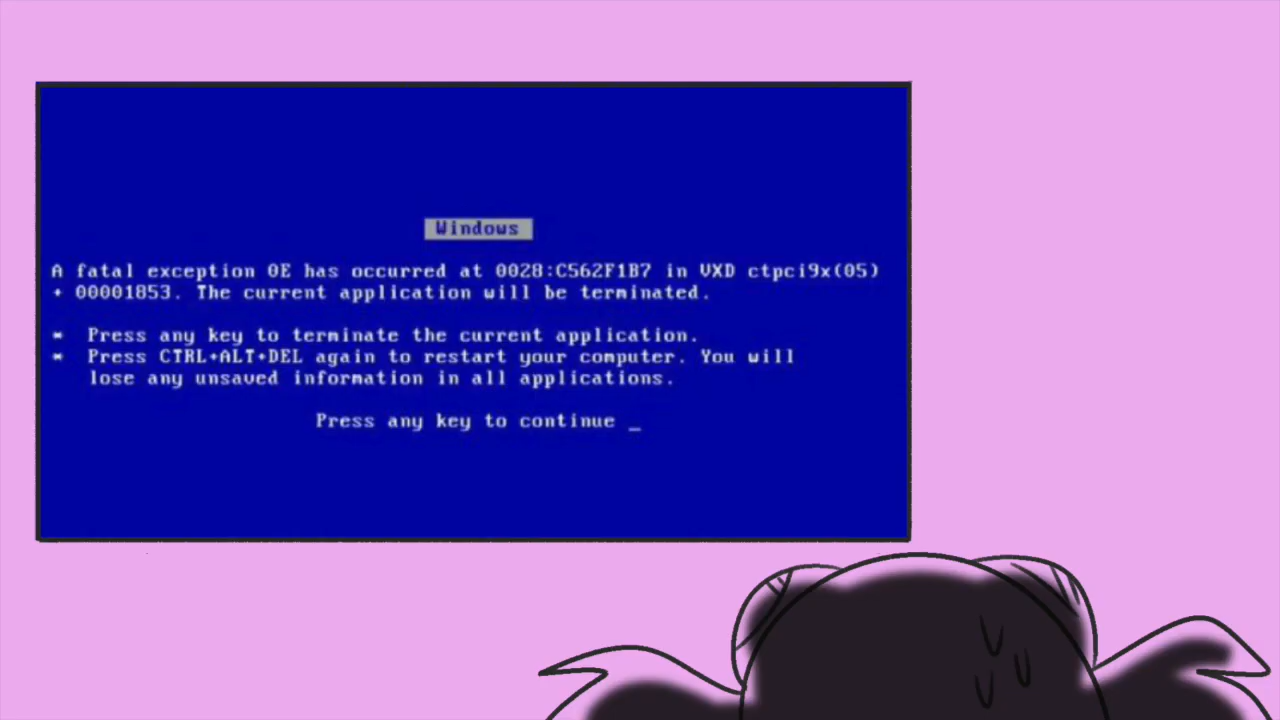 Windows
A fatal exception 0E has occurred at 0028:C562F1B7 in VXD ctpci9x(05)
+ 00001853. The current application will be terminated.
* Press any key to terminate the current application.
* Press CTRL+ALT+DEL again to restart your computer. You will
lose any unsaved information in all applications.
Press any key to continue _